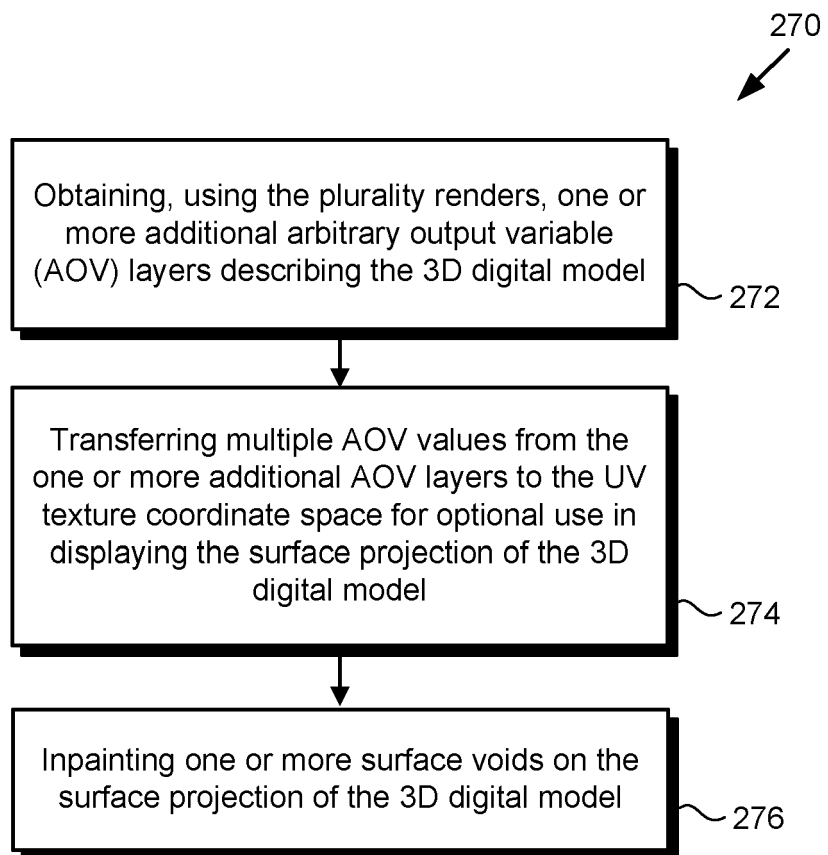 270
Obtaining, using the plurality renders, one or
more additional arbitrary output variable
(AOV) layers describing the 3D digital model
272
Transferring multiple AOV values from the
one or more additional AOV layers to the UV
texture coordinate space for optional use in
displaying the surface projection of the 3D
digital model
274
Inpainting one or more surface voids on the
surface projection of the 3D digital model
276